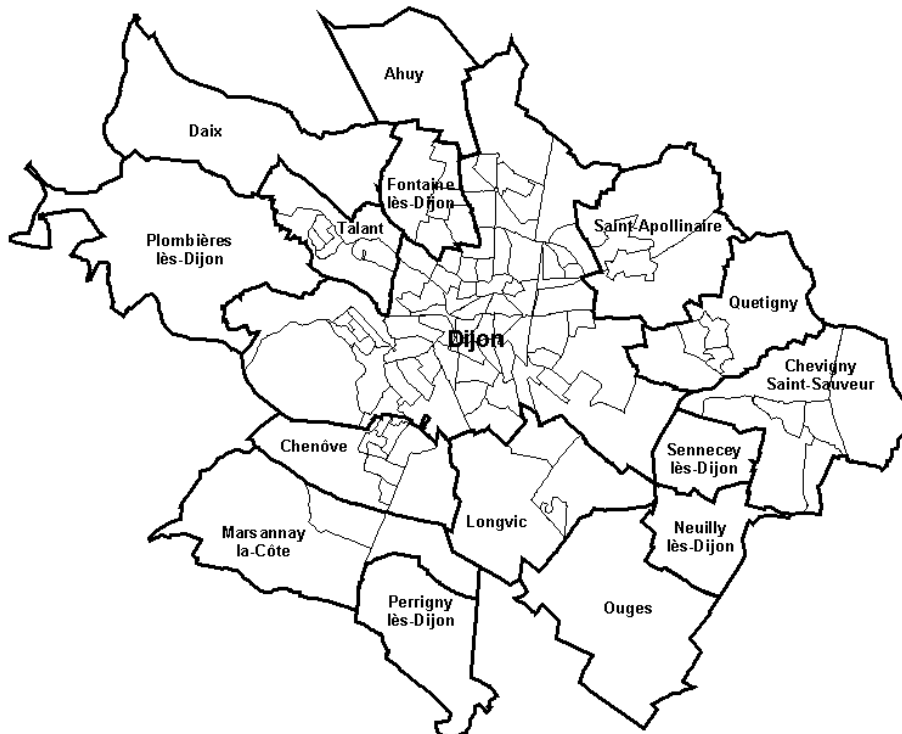 Ahuy
Daix
Fontaine
lès-Dijon
Talant
Saint-Apollinaire
Plombières
lès-Dijon
Quetigny
Dijon
Chevigny
Saint-Sauveur
Chenôve
Sennecey
lès-Dijon
Longvic
Neuilly
lès-Dijon
Marsannay
la-Côte
Perrigny
lès-Dijon
Ouges